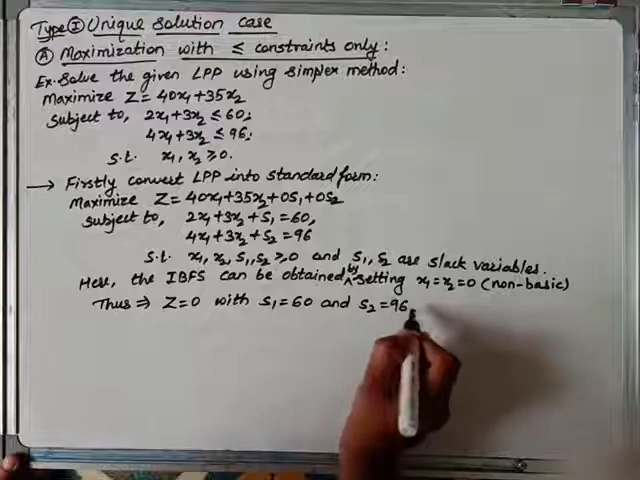 Type Ⓘ Unique solution case
Ⓐ Maximization with ≤ constraints only:
Ex. Solve the given LPP using simplex method:
Maximize Z = 40x₁+35x₂
Subject to, 2x₁+3x₂ ≤ 60;
4x₁+3x₂ ≤ 96;
s.t. x₁, x₂ ≥ 0.
→ Firstly convert LPP into standard form:
Maximize Z = 40x₁+35x₂+0S₁+0S₂
Subject to, 2x₁+3x₂+S₁ = 60,
4x₁+3x₂+S₂ = 96
s.t. x₁, x₂, S₁, S₂ ≥ 0 and S₁, S₂ are slack variables.
Here, the IBFS can be obtained by setting x₁=x₂=0 (non-basic)
Thus ⇒ Z=0 with S₁=60 and S₂=96